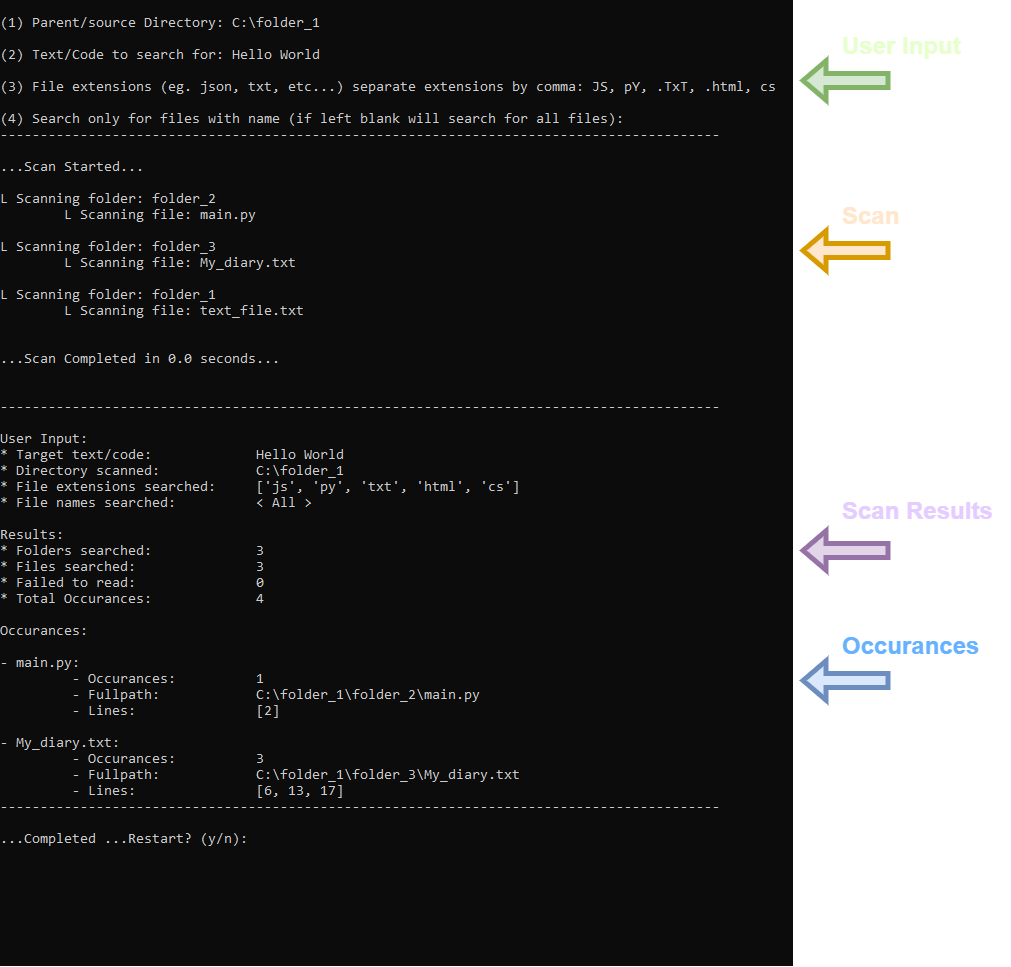 (1) Parent/source Directory: C:\folder_1
(2) Text/Code to search for: Hello World
(3) File extensions (eg. json, txt, etc...) separate extensions by comma: JS, pY, .TxT, .html, cs
(4) Search only for files with name (if left blank will search for all files):
------------------------------------------------------------------------------------------
...Scan Started...
L Scanning folder: folder_2
L Scanning file: main.py
L Scanning folder: folder_3
L Scanning file: My_diary.txt
L Scanning folder: folder_1
L Scanning file: text_file.txt
...Scan Completed in 0.0 seconds...
------------------------------------------------------------------------------------------
User Input:
* Target text/code: Hello World
* Directory scanned: C:\folder_1
* File extensions searched: ['js', 'py', 'txt', 'html', 'cs']
* File names searched: < All >
Results:
* Folders searched: 3
* Files searched: 3
* Failed to read: 0
* Total Occurances: 4
Occurances:
- main.py:
- Occurances: 1
- Fullpath: C:\folder_1\folder_2\main.py
- Lines: [2]
- My_diary.txt:
- Occurances: 3
- Fullpath: C:\folder_1\folder_3\My_diary.txt
- Lines: [6, 13, 17]
------------------------------------------------------------------------------------------
...Completed ...Restart? (y/n):
User Input
Scan
Scan Results
Occurances